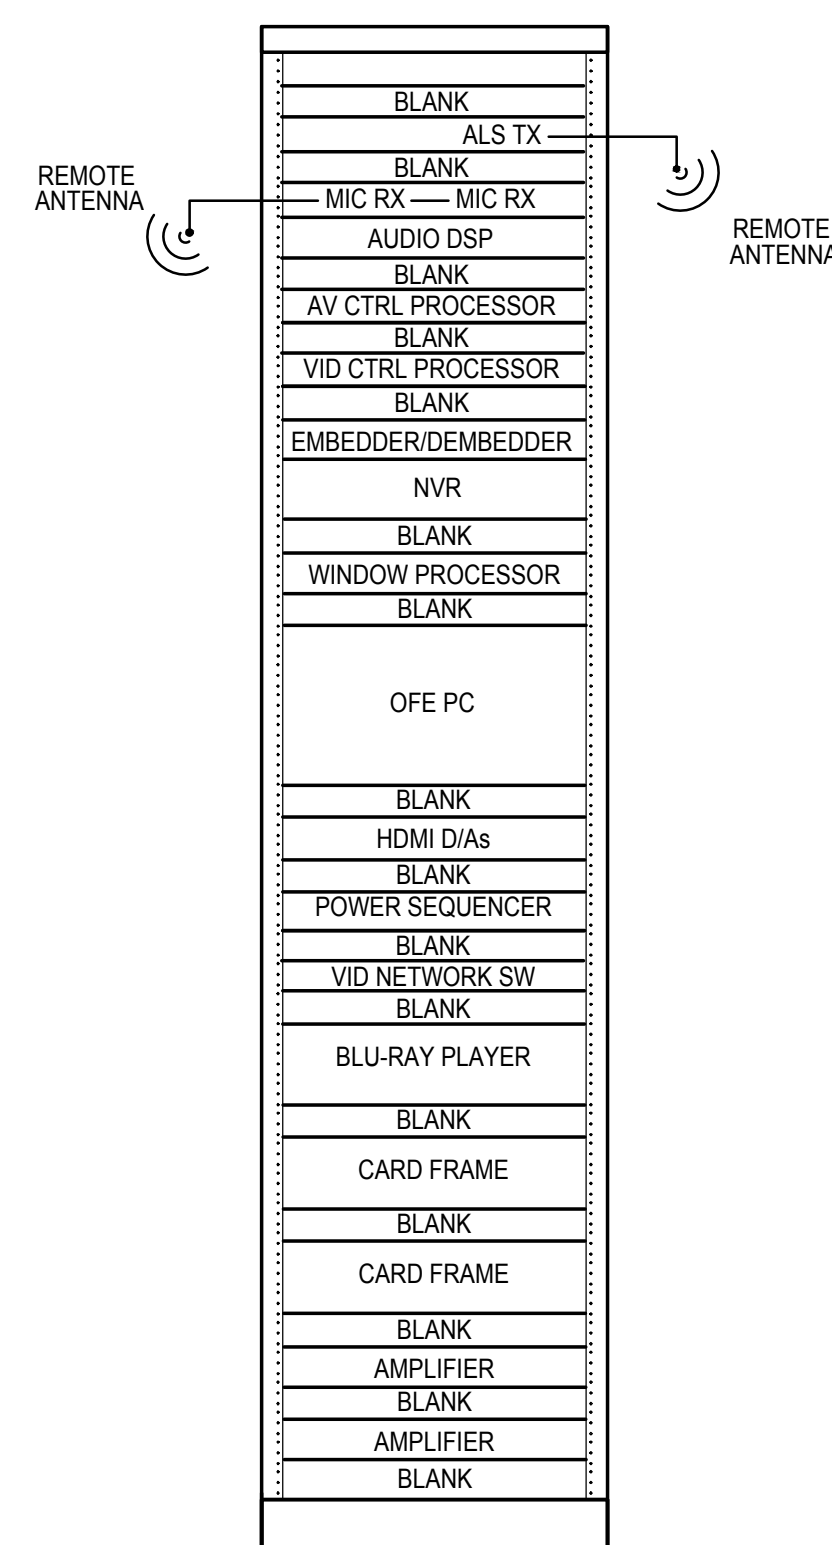 BLANK
ALS TX
REMOTE
ANTENNA
BLANK
MIC RX MIC RX
REMOTE
ANTENNA
AUDIO DSP
BLANK
AV CTRL PROCESSOR
BLANK
VID CTRL PROCESSOR
BLANK
EMBEDDER/DEMBEDDER
NVR
BLANK
WINDOW PROCESSOR
BLANK
OFE PC
BLANK
HDMI D/As
BLANK
POWER SEQUENCER
BLANK
VID NETWORK SW
BLANK
BLU-RAY PLAYER
BLANK
CARD FRAME
BLANK
CARD FRAME
BLANK
AMPLIFIER
BLANK
AMPLIFIER
BLANK